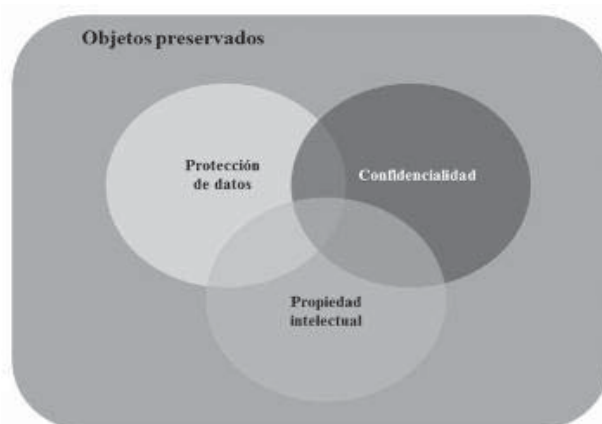 Objetos preservados
Protección
de datos
Confidencialidad
Propiedad
intelectual